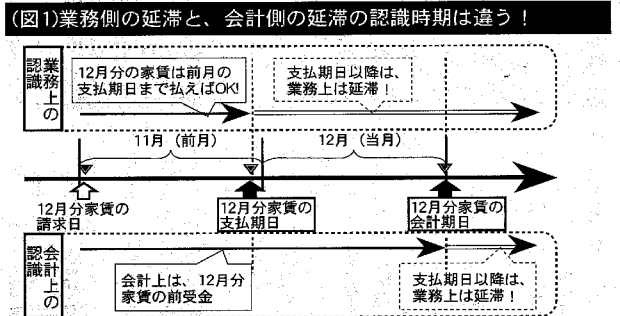 (図1)業務側の延滞と、会計側の延滞の認識時期は違う！
業務上の
認識
12月分の家賃は前月の
支払期日まで払えばOK!
支払期日以降は、
業務上は延滞！
11月（前月）
12月（当月）
12月分家賃の
請求日
12月分家賃の
支払期日
12月分家賃の
会計期日
会計上の
認識
会計上は、12月分
家賃の前受金
支払期日以降は、
業務上は延滞！